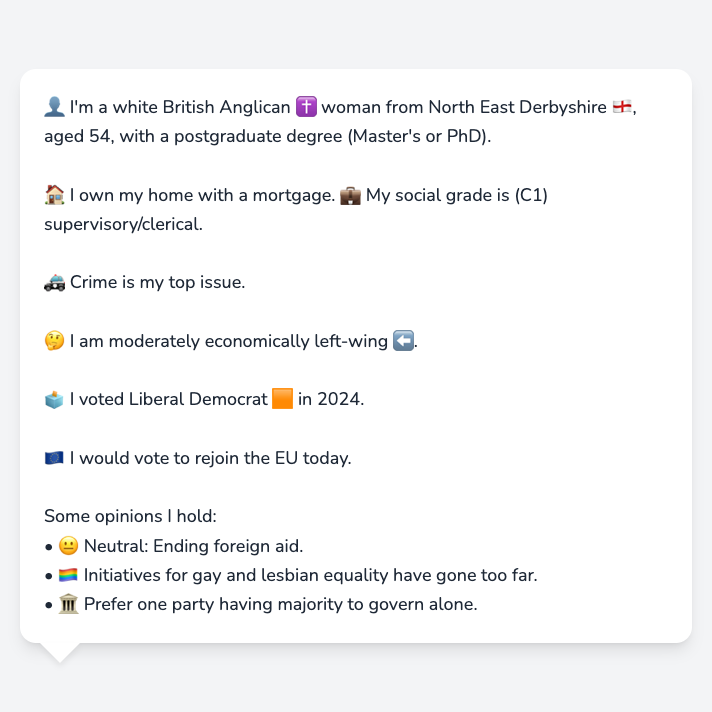 👤 I'm a white British Anglican ✝️ woman from North East Derbyshire 🏴󠁧󠁢󠁥󠁮󠁧󠁿,
aged 54, with a postgraduate degree (Master's or PhD).
🏠 I own my home with a mortgage. 💼 My social grade is (C1)
supervisory/clerical.
🚓 Crime is my top issue.
🤔 I am moderately economically left-wing ⬅️.
🗳️ I voted Liberal Democrat 🟧 in 2024.
🇪🇺 I would vote to rejoin the EU today.
Some opinions I hold:
• 😐 Neutral: Ending foreign aid.
• 🏳️‍🌈 Initiatives for gay and lesbian equality have gone too far.
• 🏛️ Prefer one party having majority to govern alone.